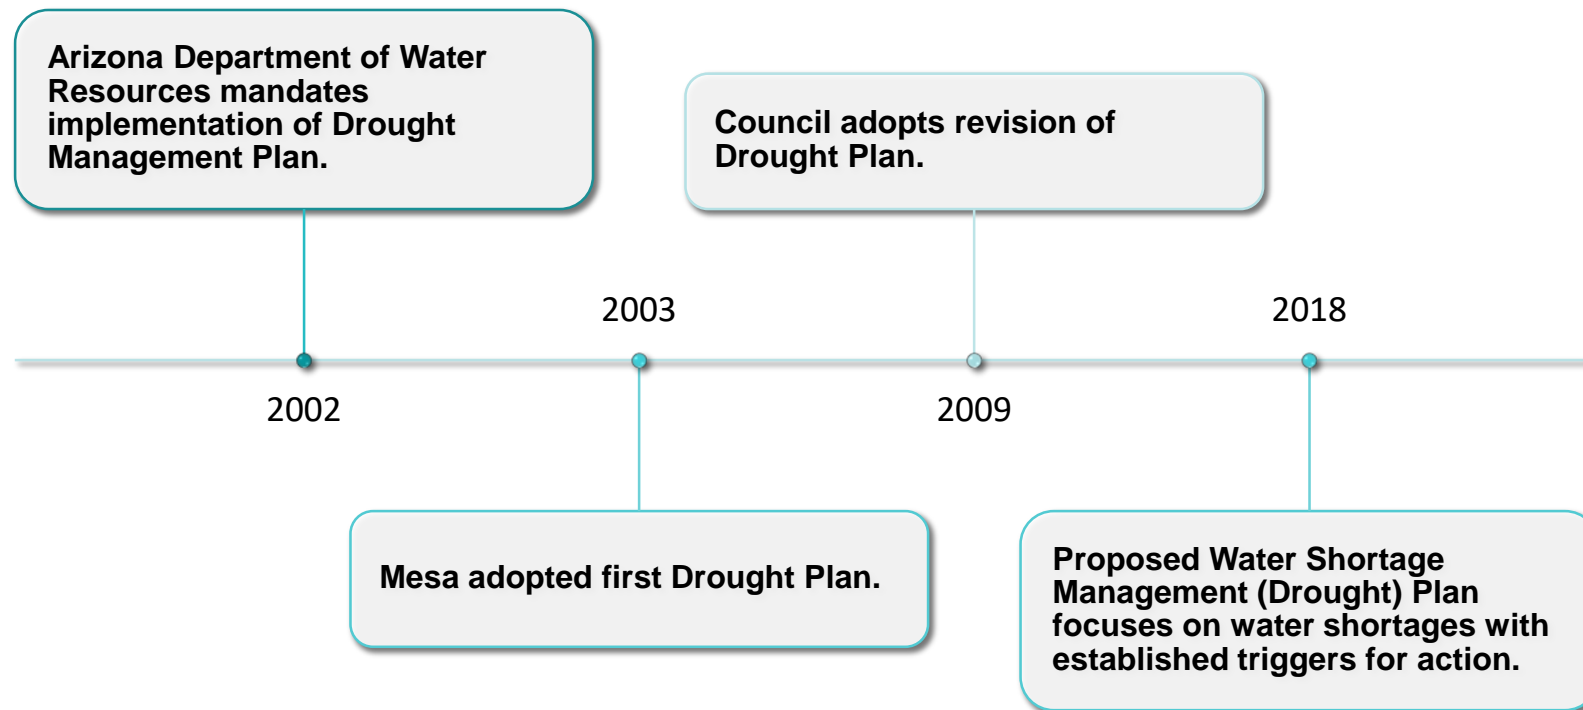 Arizona Department of Water
Resources mandates
implementation of Drought
Management Plan.
2002
2003
Mesa adopted first Drought Plan.
Council adopts revision of
Drought Plan.
2009
2018
Proposed Water Shortage
Management (Drought) Plan
focuses on water shortages with
established triggers for action.